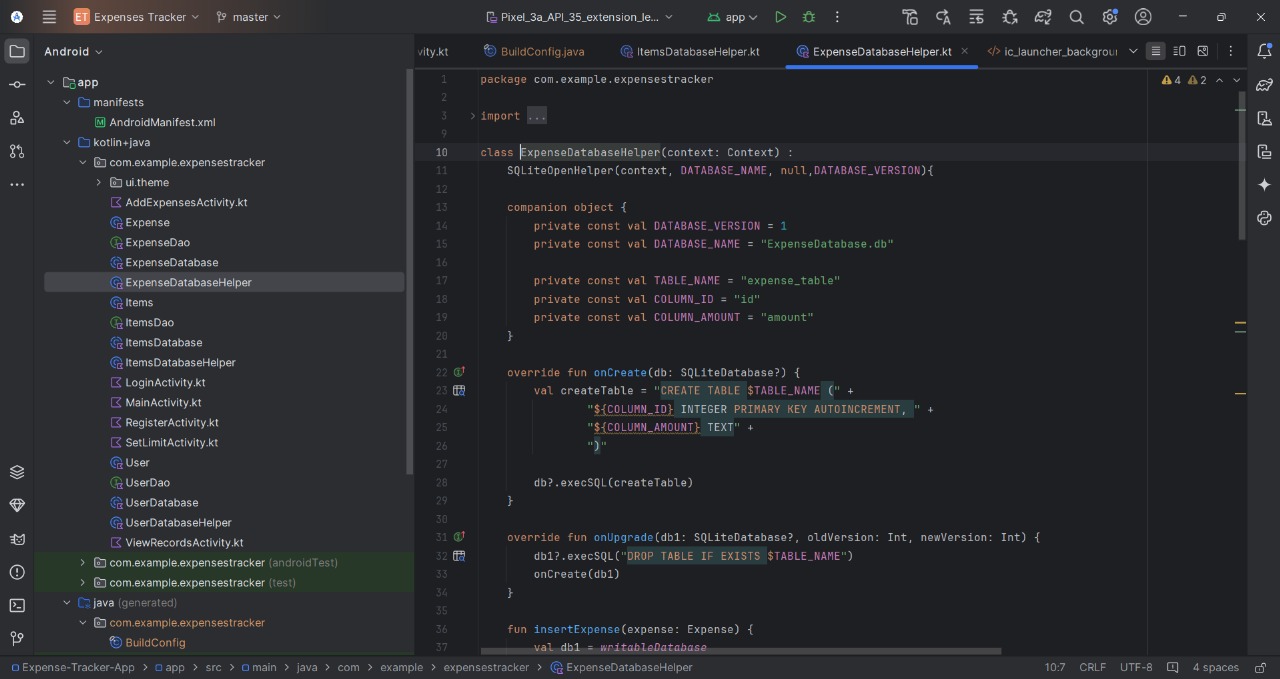 ET Expenses Tracker master Pixel_3a_API_35_extension_le... app
Android
app
manifests
AndroidManifest.xml
kotlin+java
com.example.expensestracker
ui.theme
AddExpensesActivity.kt
Expense
ExpenseDao
ExpenseDatabase
ExpenseDatabaseHelper
Items
ItemsDao
ItemsDatabase
ItemsDatabaseHelper
LoginActivity.kt
MainActivity.kt
RegisterActivity.kt
SetLimitActivity.kt
User
UserDao
UserDatabase
UserDatabaseHelper
ViewRecordsActivity.kt
com.example.expensestracker (androidTest)
com.example.expensestracker (test)
java (generated)
com.example.expensestracker
BuildConfig
vity.kt BuildConfig.java ItemsDatabaseHelper.kt ExpenseDatabaseHelper.kt ic_launcher_backgrou
4 2
1 package com.example.expensestracker
2
3 import ...
9
10 class ExpenseDatabaseHelper(context: Context) :
11 SQLiteOpenHelper(context, DATABASE_NAME, null,DATABASE_VERSION){
12
13 companion object {
14 private const val DATABASE_VERSION = 1
15 private const val DATABASE_NAME = "ExpenseDatabase.db"
16
17 private const val TABLE_NAME = "expense_table"
18 private const val COLUMN_ID = "id"
19 private const val COLUMN_AMOUNT = "amount"
20 }
21
22 override fun onCreate(db: SQLiteDatabase?) {
23 val createTable = "CREATE TABLE $TABLE_NAME (" +
24 "${COLUMN_ID} INTEGER PRIMARY KEY AUTOINCREMENT, " +
25 "${COLUMN_AMOUNT} TEXT" +
26 ")"
27
28 db?.execSQL(createTable)
29 }
30
31 override fun onUpgrade(db1: SQLiteDatabase?, oldVersion: Int, newVersion: Int) {
32 db1?.execSQL("DROP TABLE IF EXISTS $TABLE_NAME")
33 onCreate(db1)
34 }
35
36 fun insertExpense(expense: Expense) {
37 val db1 = writableDatabase
Expense-Tracker-App > app > src > main > java > com > example > expensestracker > ExpenseDatabaseHelper 10:7 CRLF UTF-8 4 spaces